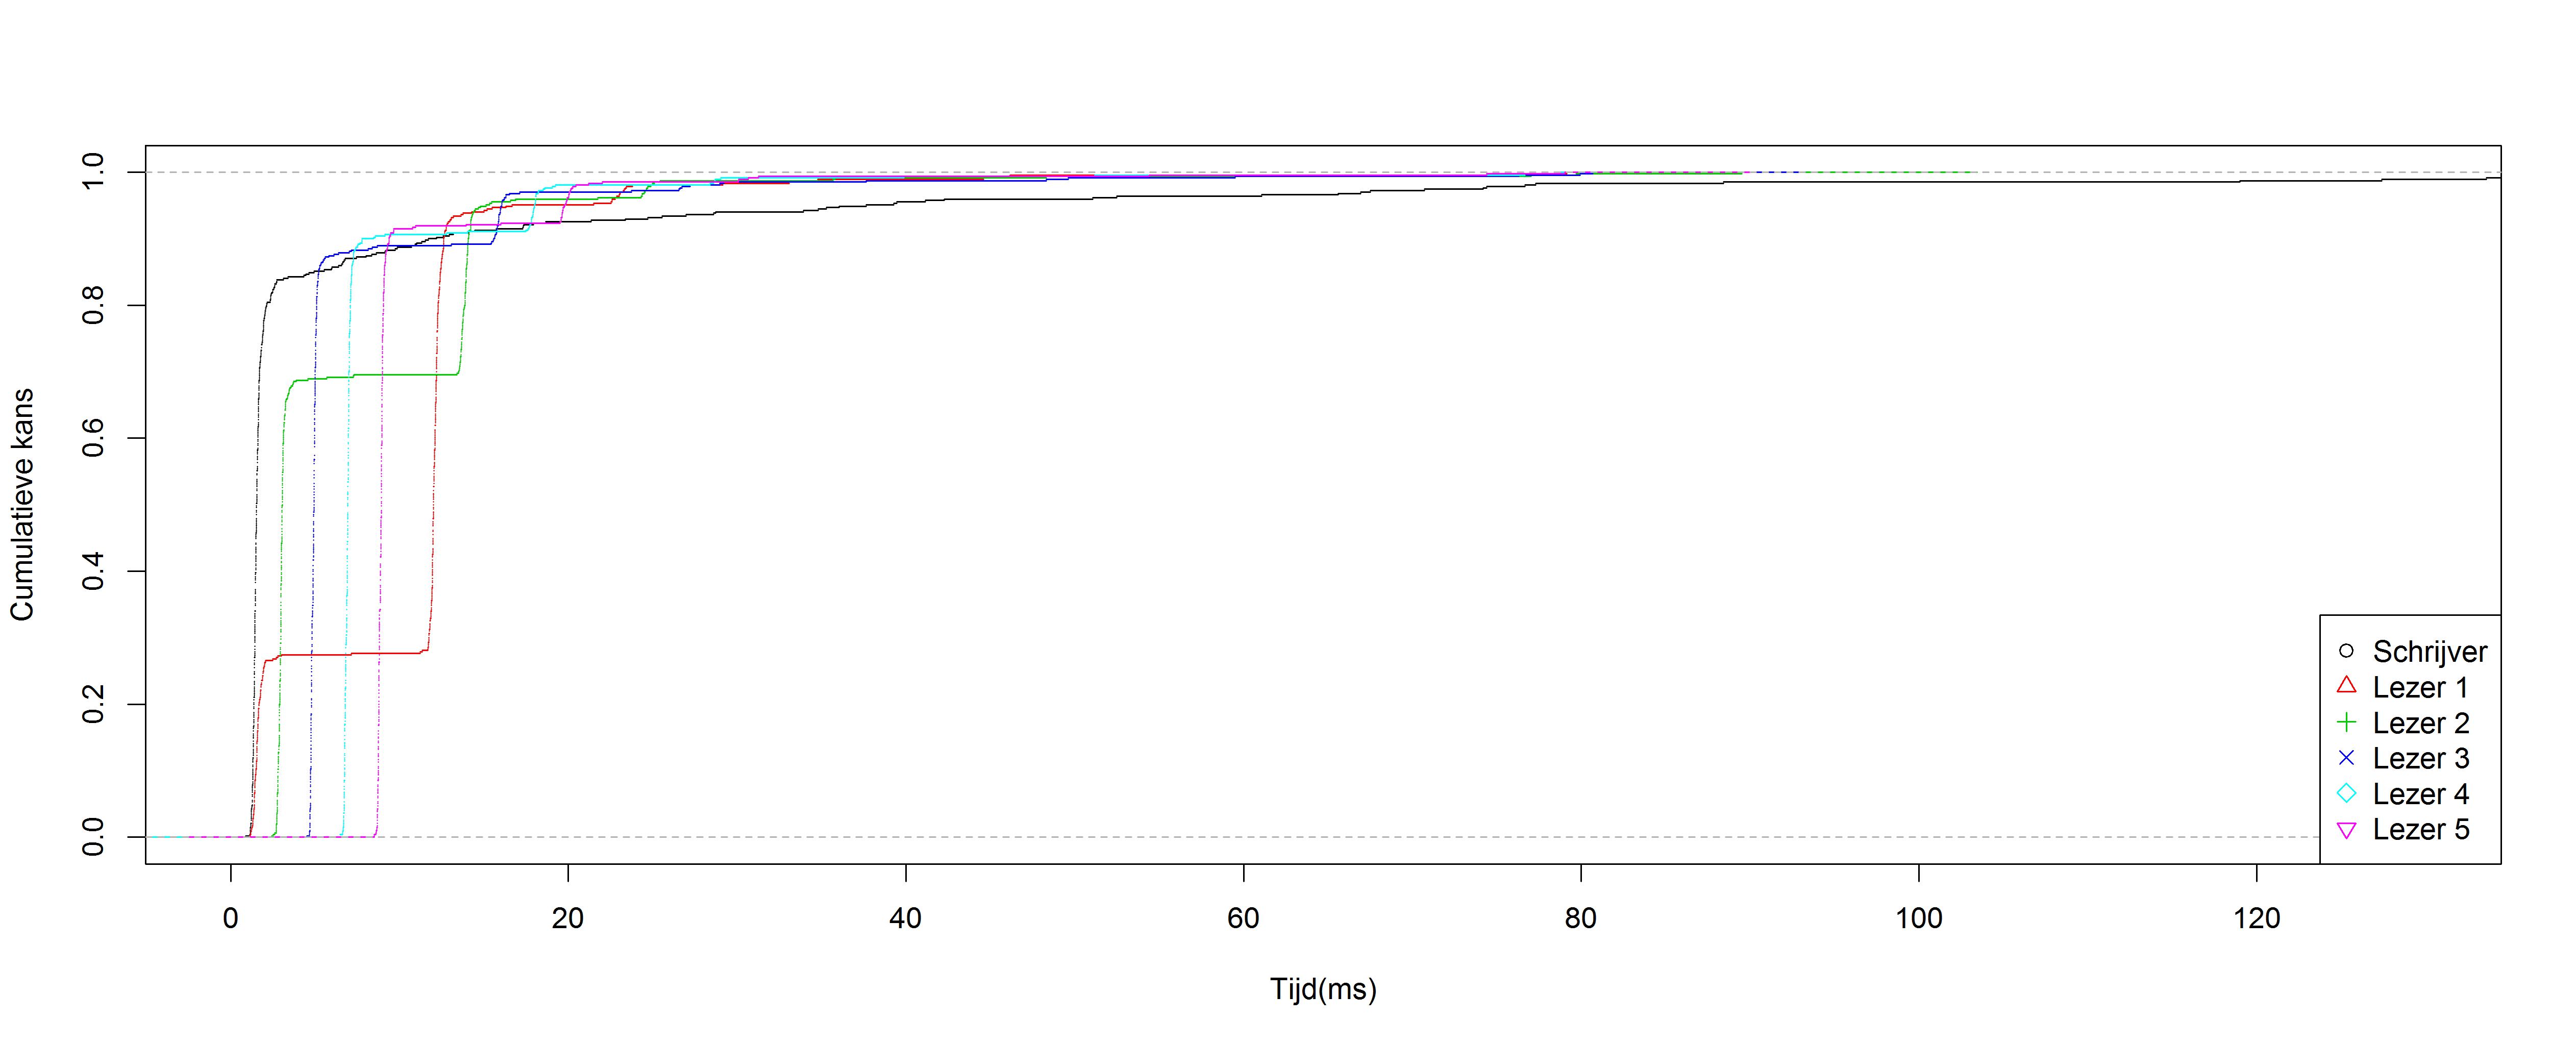 Cumulatieve kans
1.0
0.8
0.6
0.4
0.2
0.0
0 20 40 60 80 100 120
Tijd(ms)
Schrijver
Lezer 1
Lezer 2
Lezer 3
Lezer 4
Lezer 5